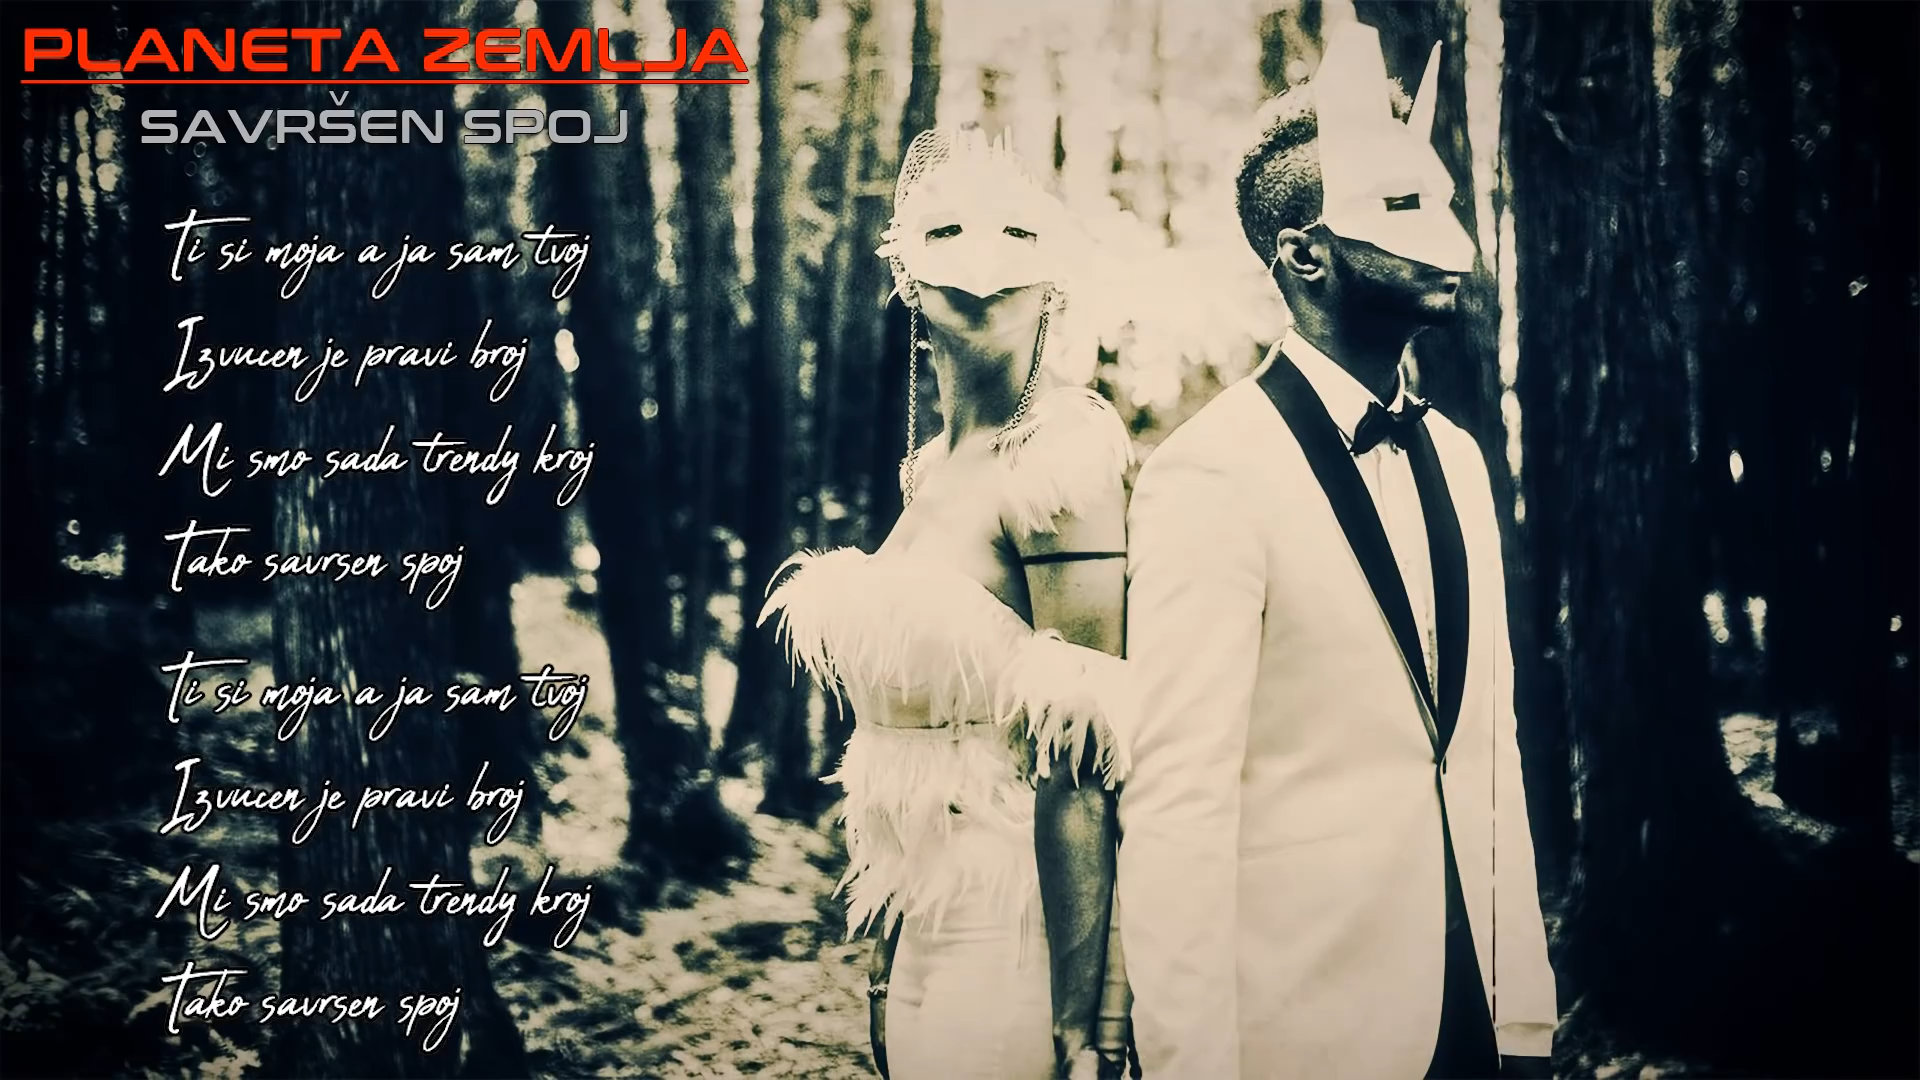 PLANETA ZEMLJA
SAVRŠEN SPOJ
Ti si moja a ja sam tvoj
Izvucen je pravi broj
Mi smo sada trendy kroj
Tako savrsen spoj
Ti si moja a ja sam tvoj
Izvucen je pravi broj
Mi smo sada trendy kroj
Tako savrsen spoj